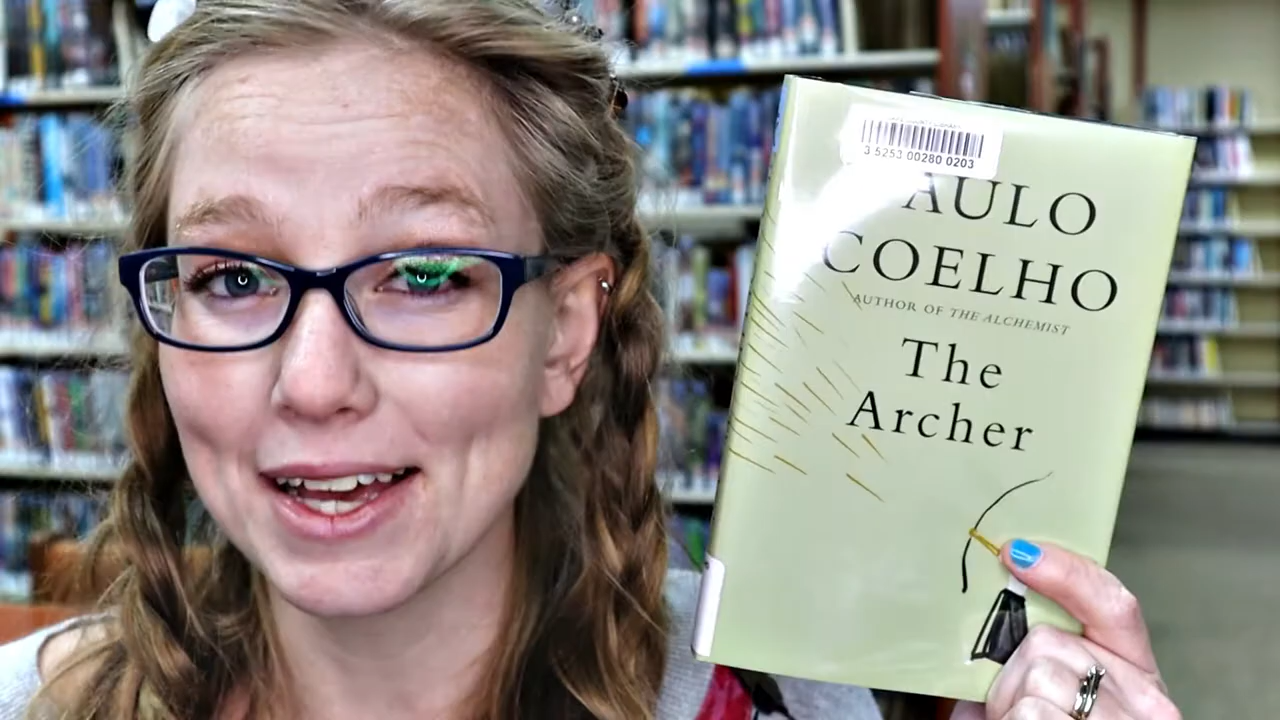 3 5253 00280 0203
AULO
COELHO
AUTHOR OF THE ALCHEMIST
The
Archer